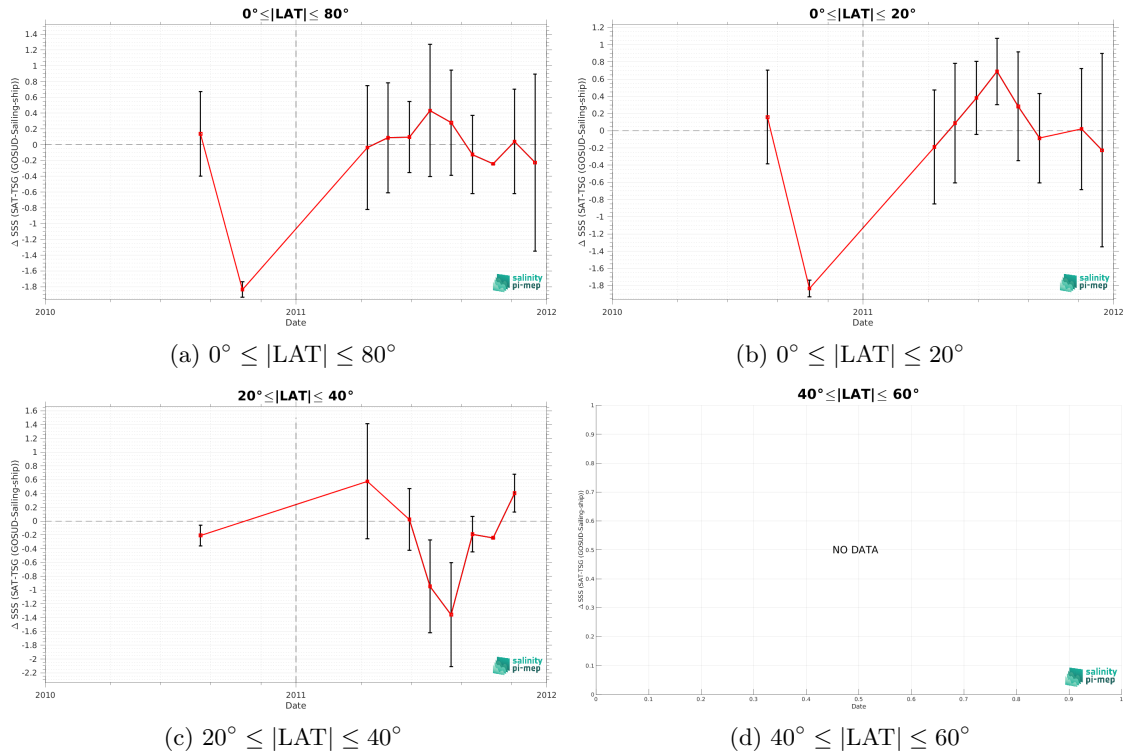 0°≤|LAT|≤ 80°
Δ SSS (SAT-TSG (GOSUD-Sailing-ship))
1.4
1.2
1
0.8
0.6
0.4
0.2
0
-0.2
-0.4
-0.6
-0.8
-1
-1.2
-1.4
-1.6
-1.8
2010
2011
2012
Date
salinity
pi-mep
(a) 0° ≤ |LAT| ≤ 80°
0°≤|LAT|≤ 20°
Δ SSS (SAT-TSG (GOSUD-Sailing-ship))
1.2
1
0.8
0.6
0.4
0.2
0
-0.2
-0.4
-0.6
-0.8
-1
-1.2
-1.4
-1.6
-1.8
2010
2011
2012
Date
salinity
pi-mep
(b) 0° ≤ |LAT| ≤ 20°
20°≤|LAT|≤ 40°
Δ SSS (SAT-TSG (GOSUD-Sailing-ship))
1.6
1.4
1.2
1
0.8
0.6
0.4
0.2
0
-0.2
-0.4
-0.6
-0.8
-1
-1.2
-1.4
-1.6
-1.8
-2
-2.2
2010
2011
2012
Date
salinity
pi-mep
(c) 20° ≤ |LAT| ≤ 40°
40°≤|LAT|≤ 60°
Δ SSS (SAT-TSG (GOSUD-Sailing-ship))
1
0.9
0.8
0.7
0.6
0.5
0.4
0.3
0.2
0.1
0
NO DATA
0 0.1 0.2 0.3 0.4 0.5 0.6 0.7 0.8 0.9 1
Date
salinity
pi-mep
(d) 40° ≤ |LAT| ≤ 60°